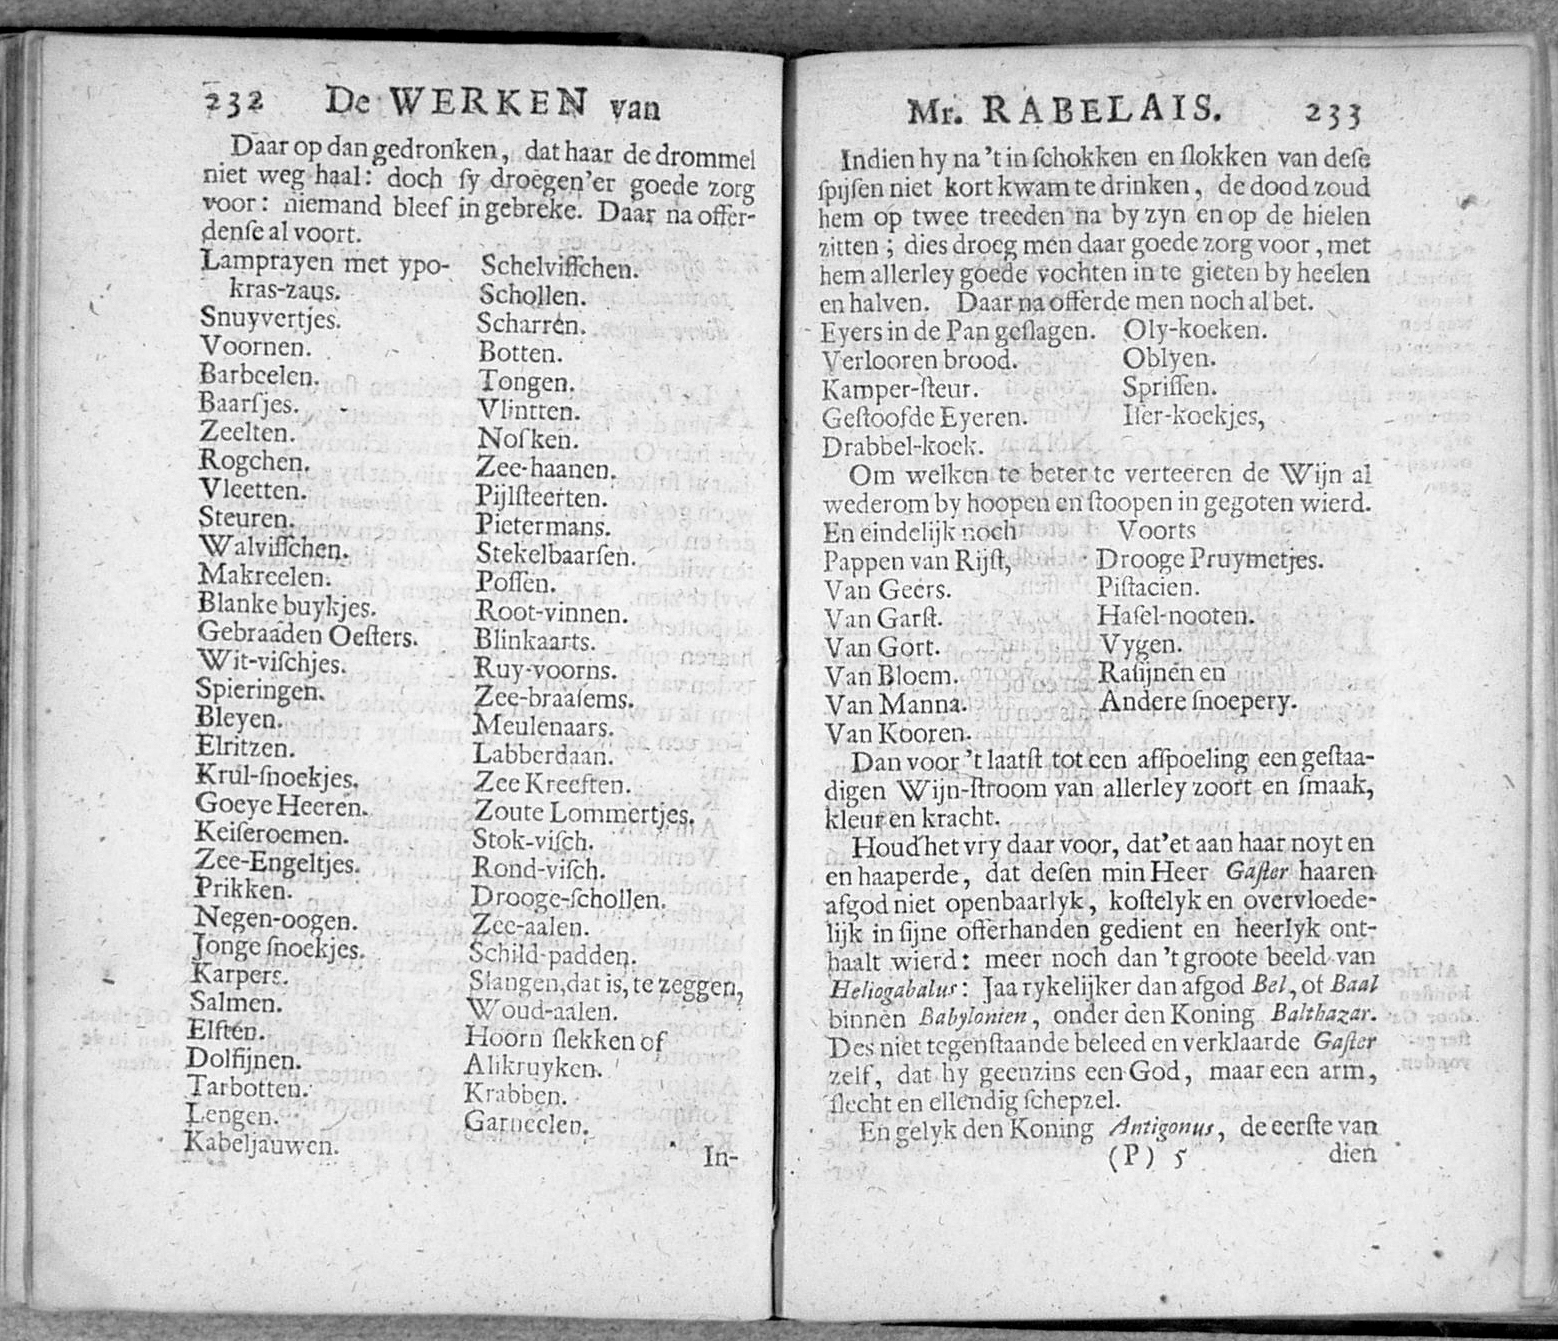 232 De WERKEN van
Daar op dan gedronken, dat haar de drommel
niet weg haal: doch ſy droegen'er goede zorg
voor: niemand bleef in gebreke. Daar na offer-
denſe al voort.
Lamprayen met ypo-
kras-zaus.
Snuyvertjes.
Voornen.
Barbeelen.
Baarſjes.
Zeelten.
Rogchen.
Vleetten.
Steuren.
Walviſſchen.
Makreelen.
Blanke buykjes.
Gebraaden Oeſters.
Wit-viſchjes.
Spieringen.
Bleyen.
Elritzen.
Krul-ſnoekjes.
Goeye Heeren.
Keiſeroemen.
Zee-Engeltjes.
Prikken.
Negen-oogen.
Jonge ſnoekjes.
Karpers.
Salmen.
Elften.
Dolfijnen.
Tarbotten.
Lengen.
Kabeljauwen.
Schelviſſchen.
Schollen.
Scharren.
Botten.
Tongen.
Vlintten.
Noſken.
Zee-haanen.
Pijlſteerten.
Pietermans.
Stekelbaarſen.
Poſſen.
Root-vinnen.
Blinkaarts.
Ruy-voorns.
Zee-braaſems.
Meulenaars.
Labberdaan.
Zee Kreeften.
Zoute Lommertjes.
Stok-viſch.
Rond-viſch.
Drooge-ſchollen.
Zee-aalen.
Schild-padden.
Slangen, dat is, te zeggen,
Woud-aalen.
Hoorn ſlekken of
Alikruyken.
Krabben.
Garneelen.
In-
Mr. RABELAIS. 233
Indien hy na 't in ſchokken en ſlokken van deſe
ſpijſen niet kort kwam te drinken, de dood zoud
hem op twee treeden na by zyn en op de hielen
zitten; dies droeg men daar goede zorg voor, met
hem allerley goede vochten in te gieten by heelen
en halven. Daar na offerde men noch al bet.
Eyers in de Pan geſlagen.
Verlooren brood.
Kamper-ſteur.
Geſtoofde Eyeren.
Drabbel-koek.
Oly-koeken.
Oblyen.
Spriſſen.
Iſer-koekjes,
Om welken te beter te verteeren de Wijn al
wederom by hoopen en ſtoopen in gegoten wierd.
En eindelijk noch
Pappen van Rijſt,
Van Geers.
Van Garſt.
Van Gort.
Van Bloem.
Van Manna.
Van Kooren.
Voorts
Drooge Pruymetjes.
Piſtacien.
Haſel-nooten.
Vygen.
Raſijnen en
Andere ſnoepery.
Dan voor 't laatſt tot een afſpoeling een geſtaa-
digen Wijn-ſtroom van allerley zoort en ſmaak,
kleur en kracht.
Houd het vry daar voor, dat'et aan haar noyt en
en haaperde, dat deſen min Heer Gaſter haaren
afgod niet openbaarlyk, koſtelyk en overvloede-
lijk in ſijne offerhanden gedient en heerlyk ont-
haalt wierd: meer noch dan 't groote beeld van
Heliogabalus: Jaa rykelijker dan afgod Bel, of Baal
binnen Babylonien, onder den Koning Balthazar.
Des niet tegenſtaande beleed en verklaarde Gaſter
zelf, dat hy geenzins een God, maar een arm,
ſlecht en ellendig ſchepzel.
En gelyk den Koning Antigonus, de eerſte van
(P) 5 dien